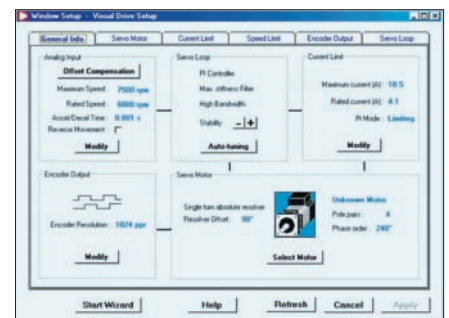 Window Setup - Visual Drive Setup
General Info. Servo Motor Current Limit Speed Limit Encoder Output Servo Loop
Analog Input
Offset Compensation
Maximum Speed: 7500 rpm
Rated Speed: 6000 rpm
Accel/Decel Time: 0.001 s
Reverse Movement:
Modify
Servo Loop
PI Controller
Max. stiffness Filter
High Bandwidth
Stability - +
Auto-tuning
Current Limit
Maximum current (A): 10.5
Rated current (A): 4.1
PI Mode: Limiting
Modify
Encoder Output
Encoder Resolution: 1024 ppr
Modify
Servo Motor
Single turn absolute resolver
Resolver Offset: 90°
Unknown Motor
Pole pairs: 4
Phase order: 240°
Select Motor
Start Wizard Help Refresh Cancel Apply